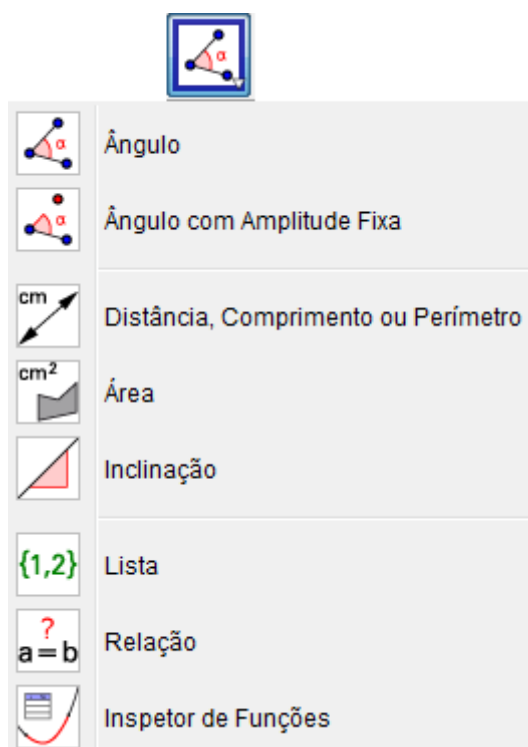 α
α Ângulo
α Ângulo com Amplitude Fixa
cm Distância, Comprimento ou Perímetro
cm² Área
Inclinação
{1,2} Lista
?
a=b Relação
Inspetor de Funções